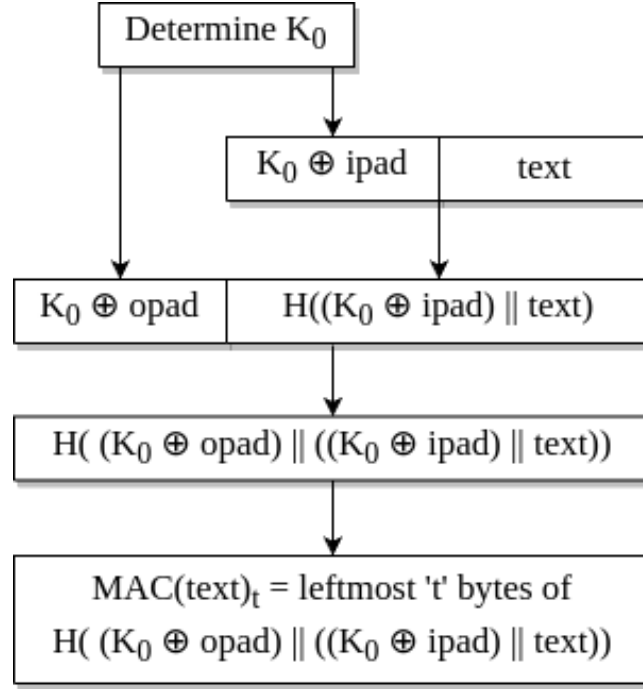 Determine K₀
K₀ ⊕ ipad
text
K₀ ⊕ opad
H((K₀ ⊕ ipad) || text)
H( (K₀ ⊕ opad) || ((K₀ ⊕ ipad) || text))
MAC(text)ₜ = leftmost 't' bytes of
H( (K₀ ⊕ opad) || ((K₀ ⊕ ipad) || text))